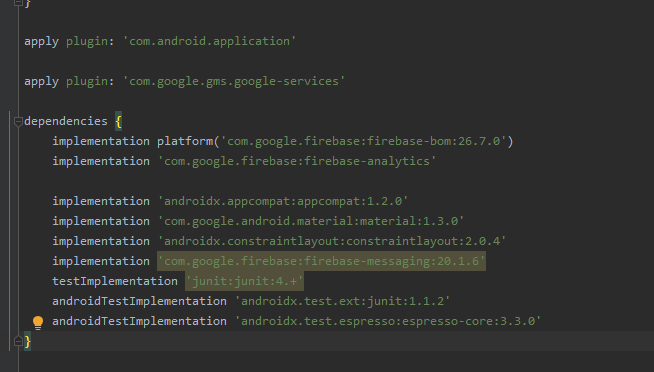 }
apply plugin: 'com.android.application'
apply plugin: 'com.google.gms.google-services'
dependencies {
implementation platform('com.google.firebase:firebase-bom:26.7.0')
implementation 'com.google.firebase:firebase-analytics'
implementation 'androidx.appcompat:appcompat:1.2.0'
implementation 'com.google.android.material:material:1.3.0'
implementation 'androidx.constraintlayout:constraintlayout:2.0.4'
implementation 'com.google.firebase:firebase-messaging:20.1.6'
testImplementation 'junit:junit:4.+'
androidTestImplementation 'androidx.test.ext:junit:1.1.2'
androidTestImplementation 'androidx.test.espresso:espresso-core:3.3.0'
}